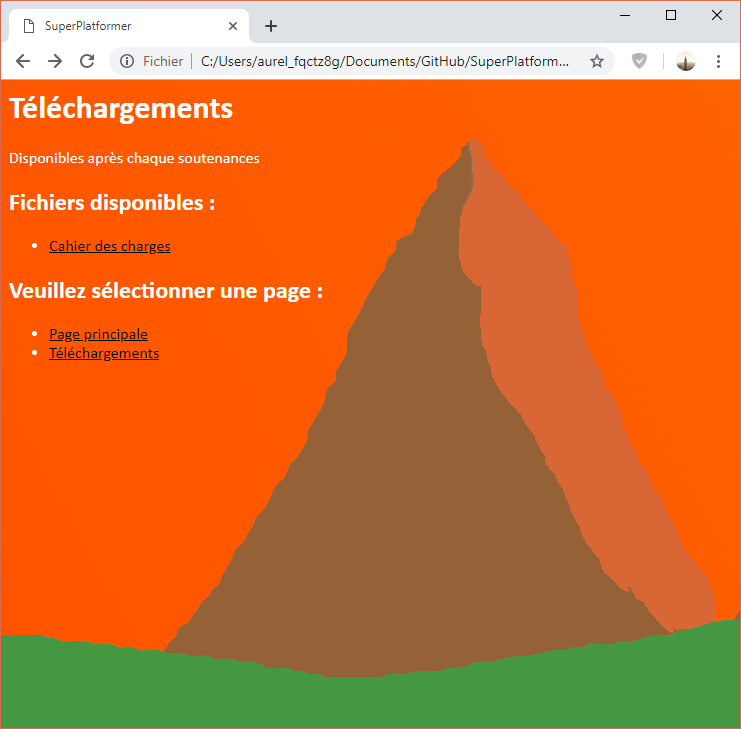 SuperPlatformer
Fichier C:/Users/aurel_fqctz8g/Documents/GitHub/SuperPlatform...
Téléchargements
Disponibles après chaque soutenances
Fichiers disponibles :
Cahier des charges
Veuillez sélectionner une page :
Page principale
Téléchargements